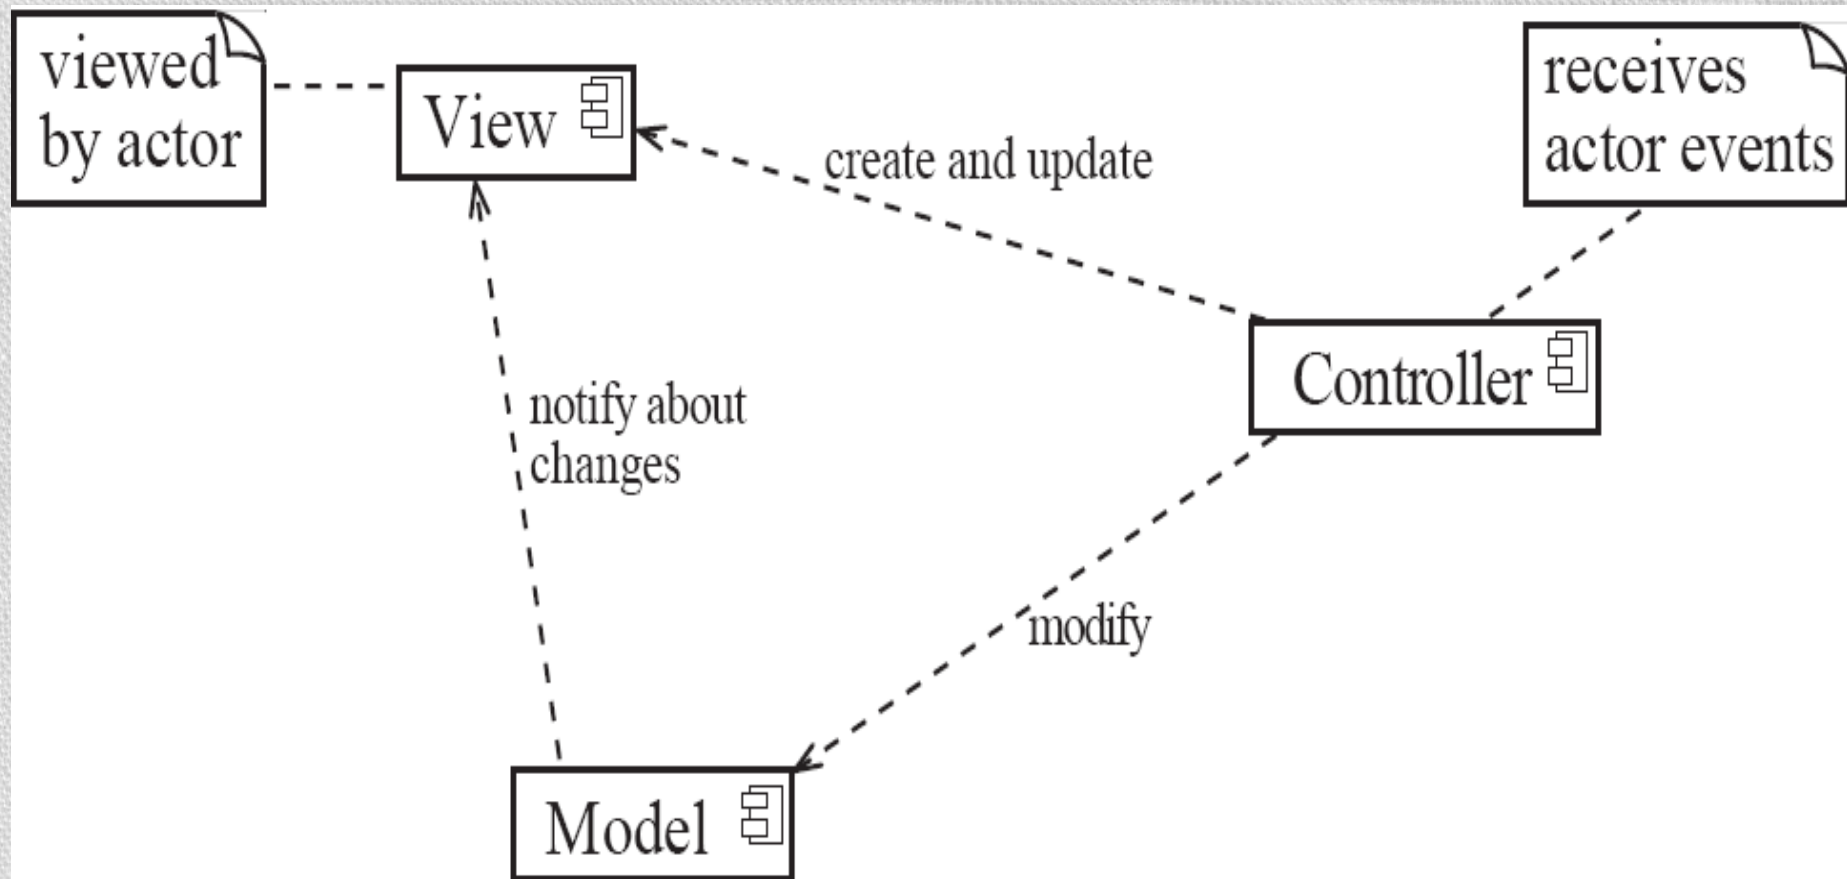 viewed
by actor
View
create and update
receives
actor events
Controller
notify about
changes
modify
Model